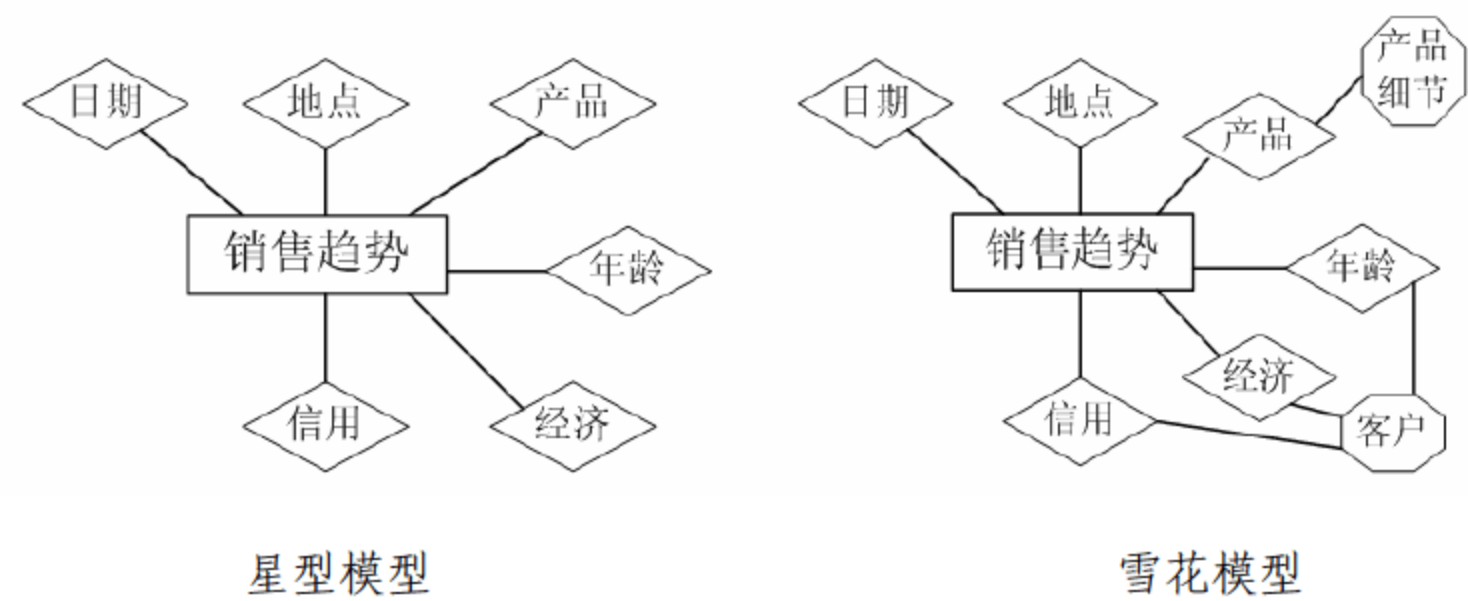 日期
地点
产品
销售趋势
年龄
信用
经济
星型模型
日期
地点
产品
产品
细节
销售趋势
年龄
经济
信用
客户
雪花模型